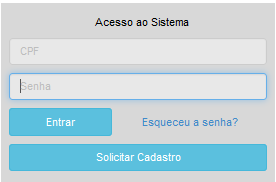 Acesso ao Sistema
CPF
Senha
Entrar Esqueceu a senha?
Solicitar Cadastro